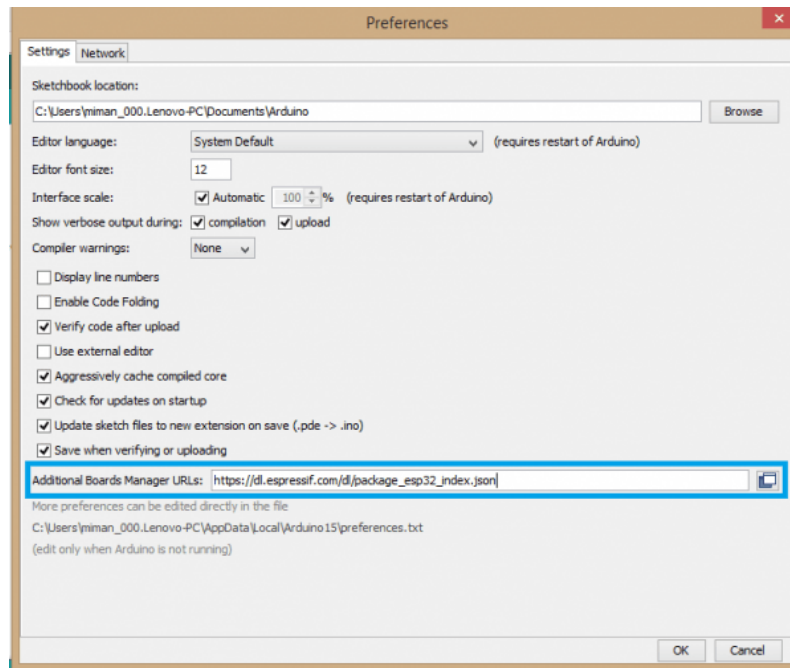 Preferences
Settings Network
Sketchbook location:
C:\Users\miman_000.Lenovo-PC\Documents\Arduino Browse
Editor language: System Default (requires restart of Arduino)
Editor font size: 12
Interface scale: Automatic 100 % (requires restart of Arduino)
Show verbose output during: compilation upload
Compiler warnings: None
Display line numbers
Enable Code Folding
Verify code after upload
Use external editor
Aggressively cache compiled core
Check for updates on startup
Update sketch files to new extension on save (.pde -> .ino)
Save when verifying or uploading
Additional Boards Manager URLs: https://dl.espressif.com/dl/package_esp32_index.json
More preferences can be edited directly in the file
C:\Users\miman_000.Lenovo-PC\AppData\Local\Arduino15\preferences.txt
(edit only when Arduino is not running)
OK Cancel